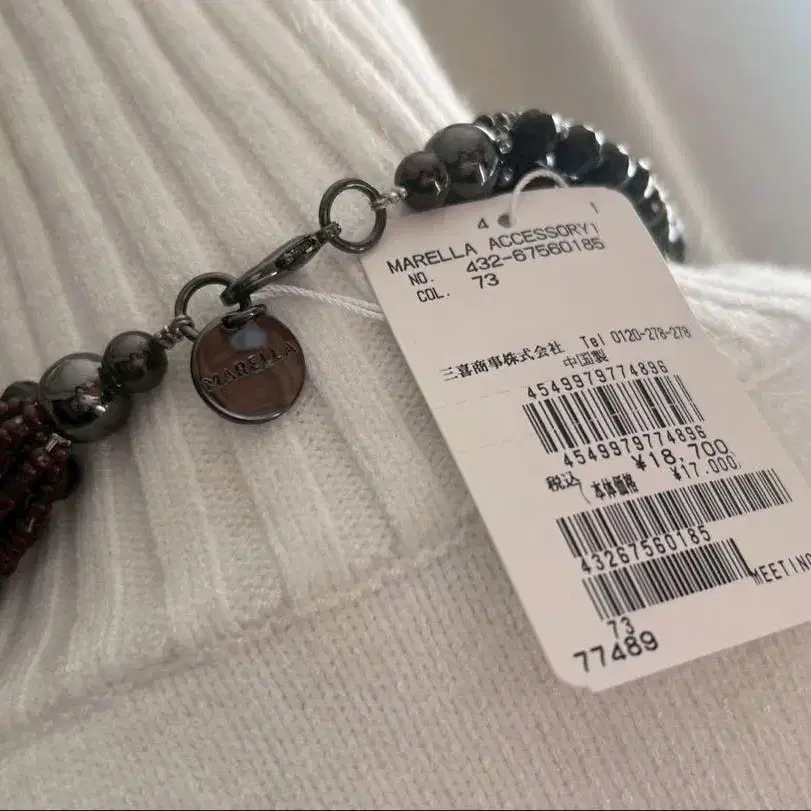 MARELLA
4 1
MARELLA ACCESSORY1
NO. 432-67560185
COL. 73
三喜商事株式会社 Tel 0120-278-278
中国製
4549979774896
4549979774896
税込 ¥18,700
本体価格 ¥17,000
43267560185
MEETING
73
77489